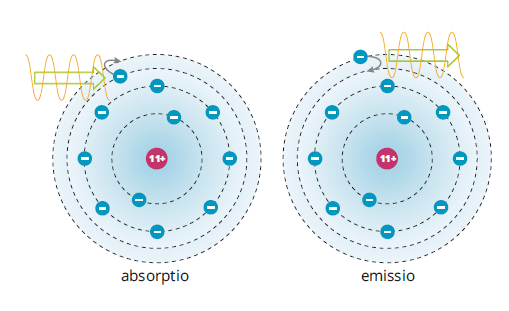 11+
11+
absorptio
emissio